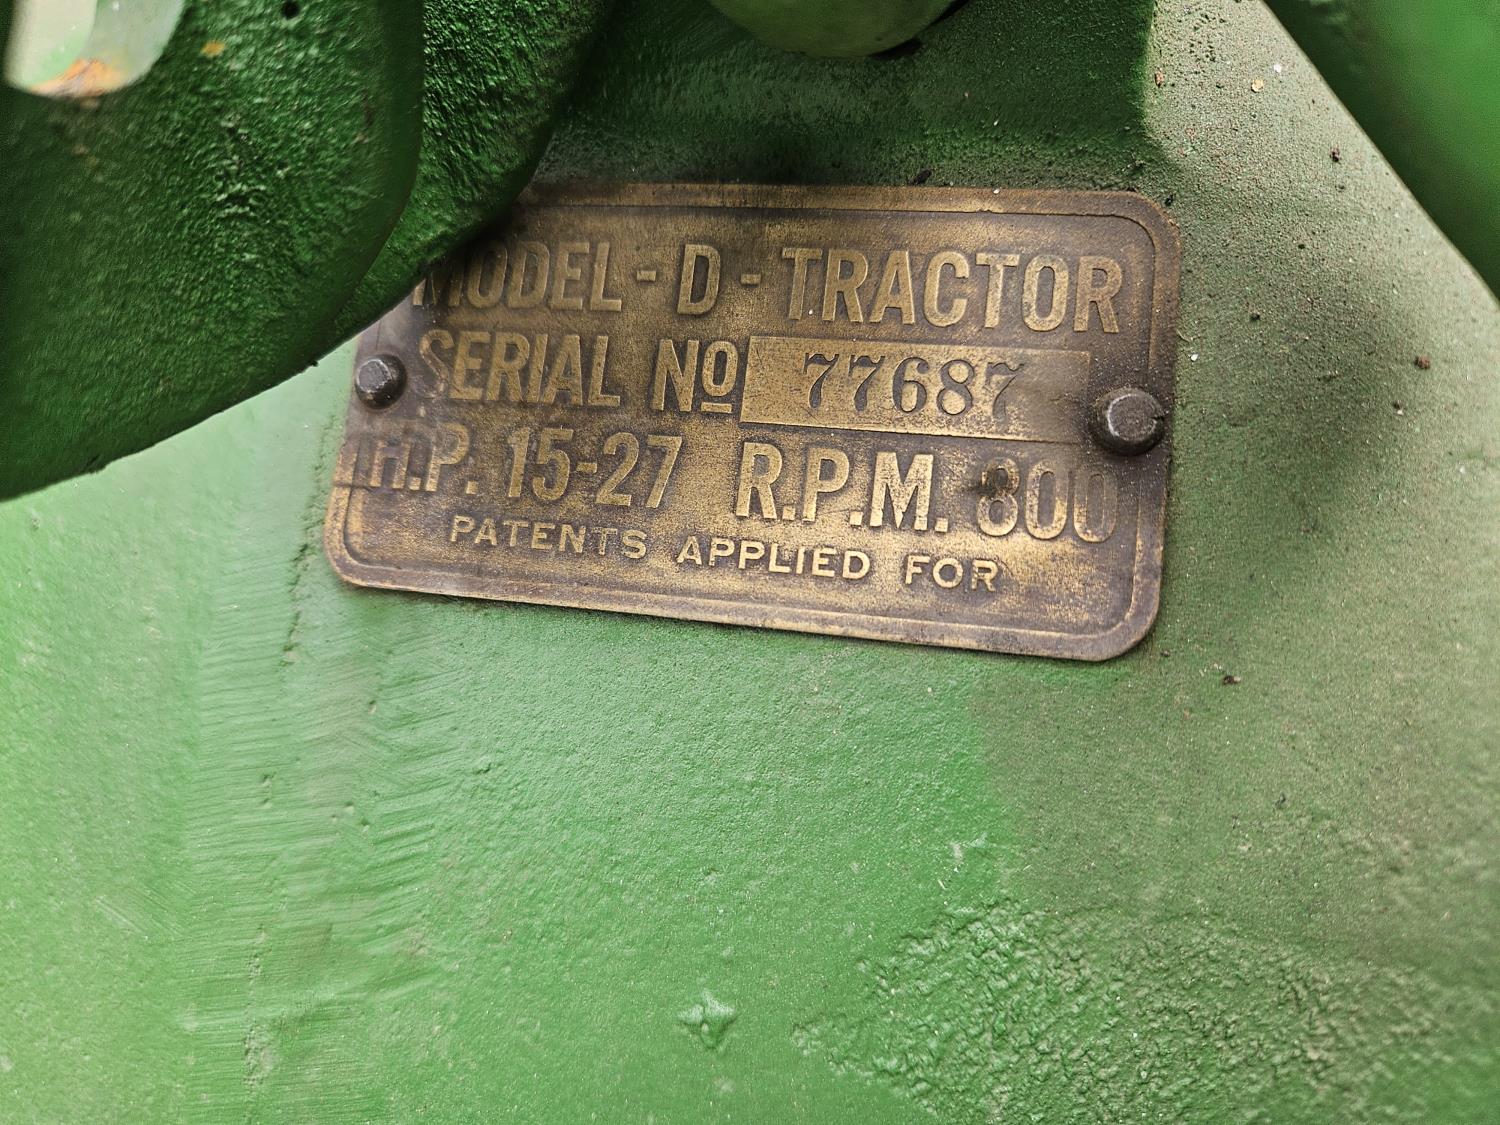 MODEL - D - TRACTOR
SERIAL Nº 77687
H.P. 15-27 R.P.M. 800
PATENTS APPLIED FOR